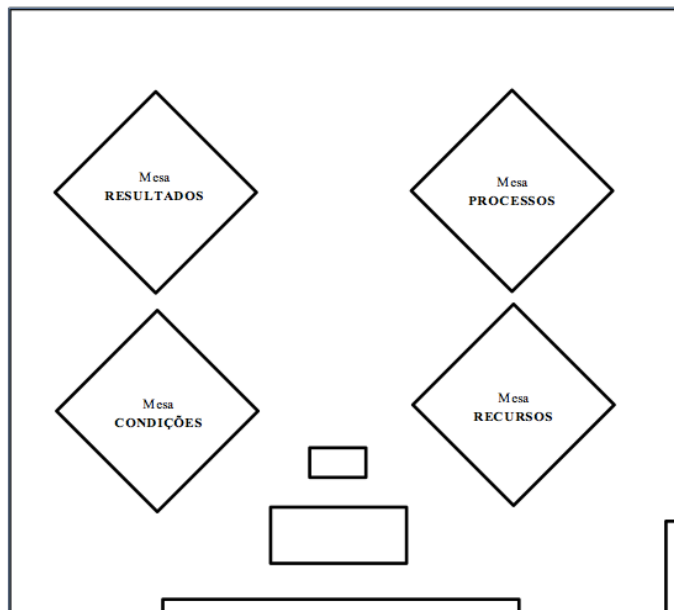 Mesa
RESULTADOS
Mesa
PROCESSOS
Mesa
CONDIÇÕES
Mesa
RECURSOS